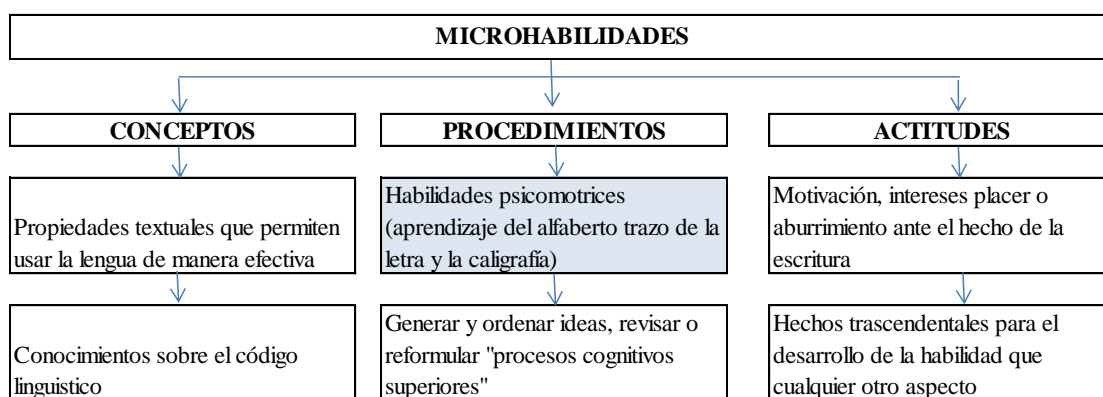 MICROHABILIDADES
CONCEPTOS
PROCEDIMIENTOS
ACTITUDES
Propiedades textuales que permiten
usar la lengua de manera efectiva
Habilidades psicomotrices
(aprendizaje del alfaberto trazo de la
letra y la caligrafía)
Motivación, intereses placer o
aburrimiento ante el hecho de la
escritura
Conocimientos sobre el código
linguistico
Generar y ordenar ideas, revisar o
reformular "procesos cognitivos
superiores"
Hechos trascendentales para el
desarrollo de la habilidad que
cualquier otro aspecto